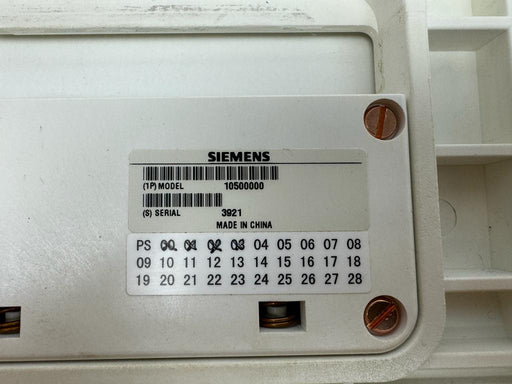 SIEMENS
(1P) MODEL 10500000
(S) SERIAL 3921
MADE IN CHINA
PS 00 01 02 03 04 05 06 07 08
09 10 11 12 13 14 15 16 17 18
19 20 21 22 23 24 25 26 27 28